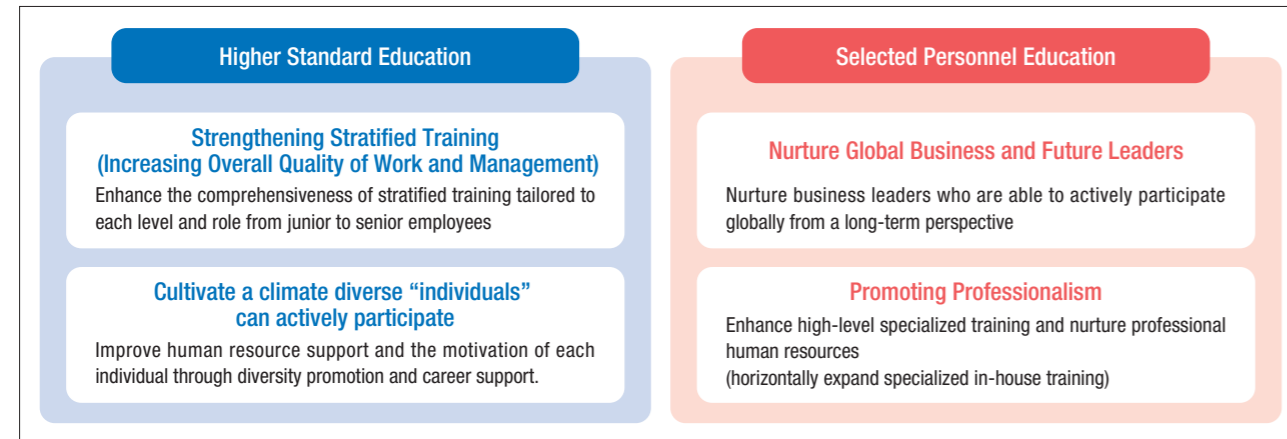 Higher Standard Education
Strengthening Stratified Training
(Increasing Overall Quality of Work and Management)
Enhance the comprehensiveness of stratified training tailored to
each level and role from junior to senior employees
Cultivate a climate diverse “individuals”
can actively participate
Improve human resource support and the motivation of each
individual through diversity promotion and career support.
Selected Personnel Education
Nurture Global Business and Future Leaders
Nurture business leaders who are able to actively participate
globally from a long-term perspective
Promoting Professionalism
Enhance high-level specialized training and nurture professional
human resources
(horizontally expand specialized in-house training)